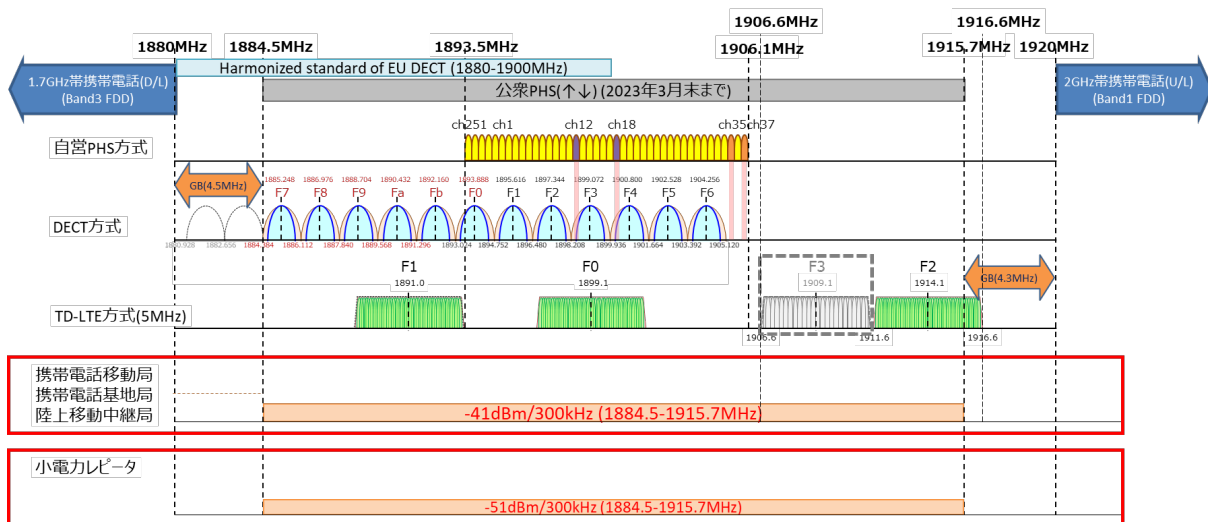 1906.6MHz 1916.6MHz
1880MHz 1884.5MHz 1893.5MHz 1906.1MHz 1915.7MHz 1920MHz
1.7GHz帯携帯電話(D/L)
(Band3 FDD)
Harmonized standard of EU DECT (1880-1900MHz)
公衆PHS(↑↓) (2023年3月末まで)
2GHz帯携帯電話(U/L)
(Band1 FDD)
自営PHS方式
ch251 ch1 ch12 ch18 ch35 ch37
GB(4.5MHz)
1885.248 1886.976 1888.704 1890.432 1892.160 1893.888 1895.616 1897.344 1899.072 1900.800 1902.528 1904.256
F7 F8 F9 Fa Fb F0 F1 F2 F3 F4 F5 F6
DECT方式
1880.928 1882.656 1884.384 1886.112 1887.840 1889.568 1891.296 1893.024 1894.752 1896.480 1898.208 1899.936 1901.664 1903.392 1905.120
F1 F0 F3 F2
1891.0 1899.1 1909.1 1914.1
GB(4.3MHz)
TD-LTE方式(5MHz)
1906.6 1911.6 1916.6
携帯電話移動局
携帯電話基地局
陸上移動中継局
-41dBm/300kHz (1884.5-1915.7MHz)
小電力レピータ
-51dBm/300kHz (1884.5-1915.7MHz)